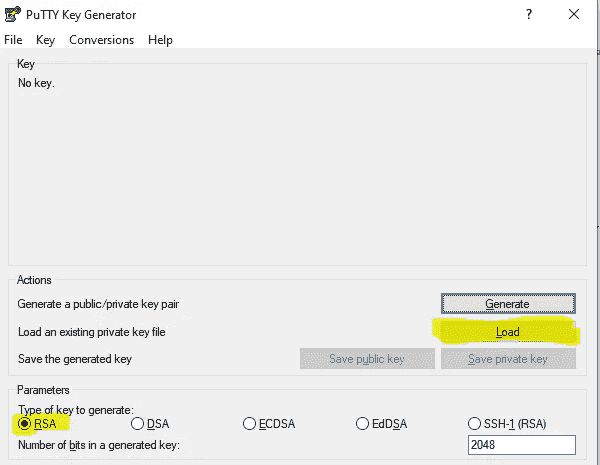 PuTTY Key Generator ? ×
File Key Conversions Help
Key
No key.
Actions
Generate a public/private key pair Generate
Load an existing private key file Load
Save the generated key Save public key Save private key
Parameters
Type of key to generate:
RSA DSA ECDSA EdDSA SSH-1 (RSA)
Number of bits in a generated key: 2048